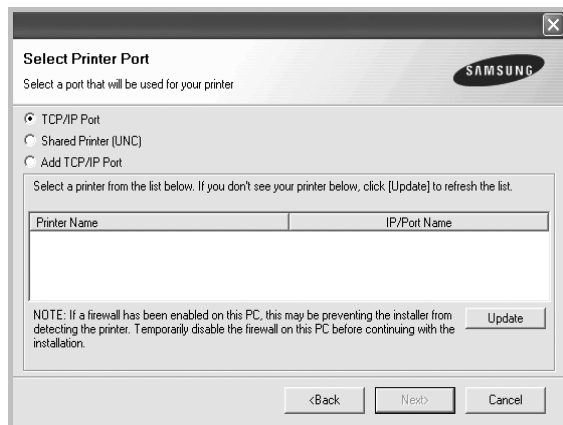 Select Printer Port
Select a port that will be used for your printer
SAMSUNG
TCP/IP Port
Shared Printer (UNC)
Add TCP/IP Port
Select a printer from the list below. If you don't see your printer below, click [Update] to refresh the list.
Printer Name IP/Port Name
NOTE: If a firewall has been enabled on this PC, this may be preventing the installer from
detecting the printer. Temporarily disable the firewall on this PC before continuing with the
installation.
Update
<Back Next> Cancel